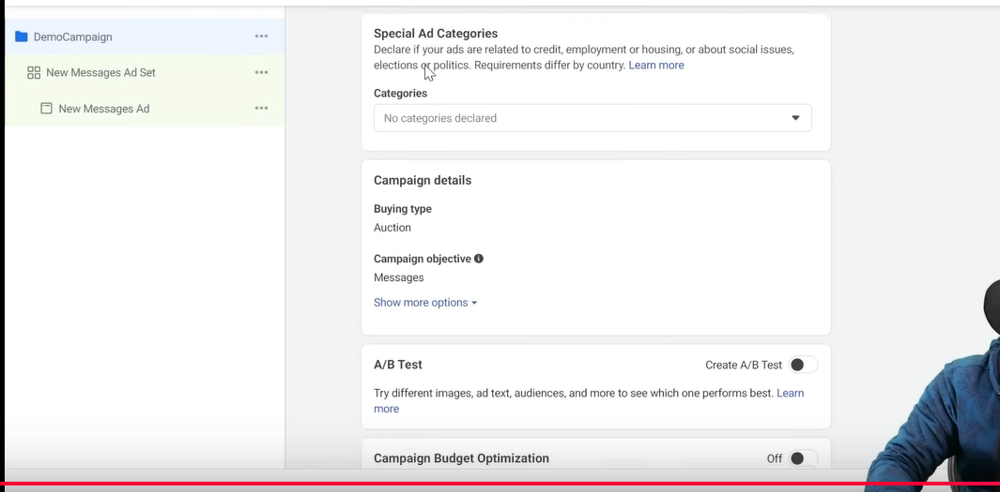 DemoCampaign
New Messages Ad Set
New Messages Ad
Special Ad Categories
Declare if your ads are related to credit, employment or housing, or about social issues,
elections or politics. Requirements differ by country. Learn more
Categories
No categories declared
Campaign details
Buying type
Auction
Campaign objective
Messages
Show more options
A/B Test
Create A/B Test
Try different images, ad text, audiences, and more to see which one performs best. Learn
more
Campaign Budget Optimization
Off